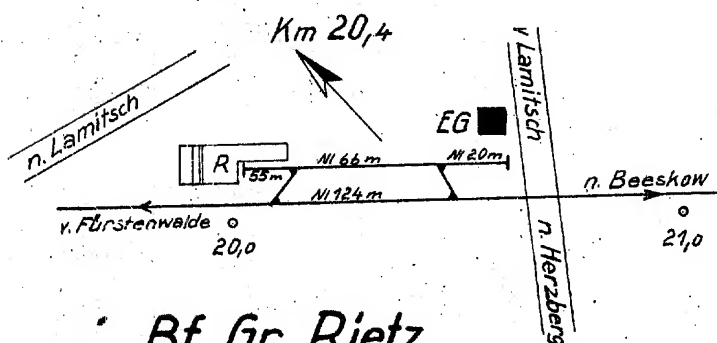 Km 20,4
v Lamitsch
n. Lamitsch
EG
R
55m
Nl 66 m
Nl 20m
Nl 124 m
n. Beeskow
v. Fürstenwalde
20,0
n. Herzberg
21,0
Bf Gr. Rietz